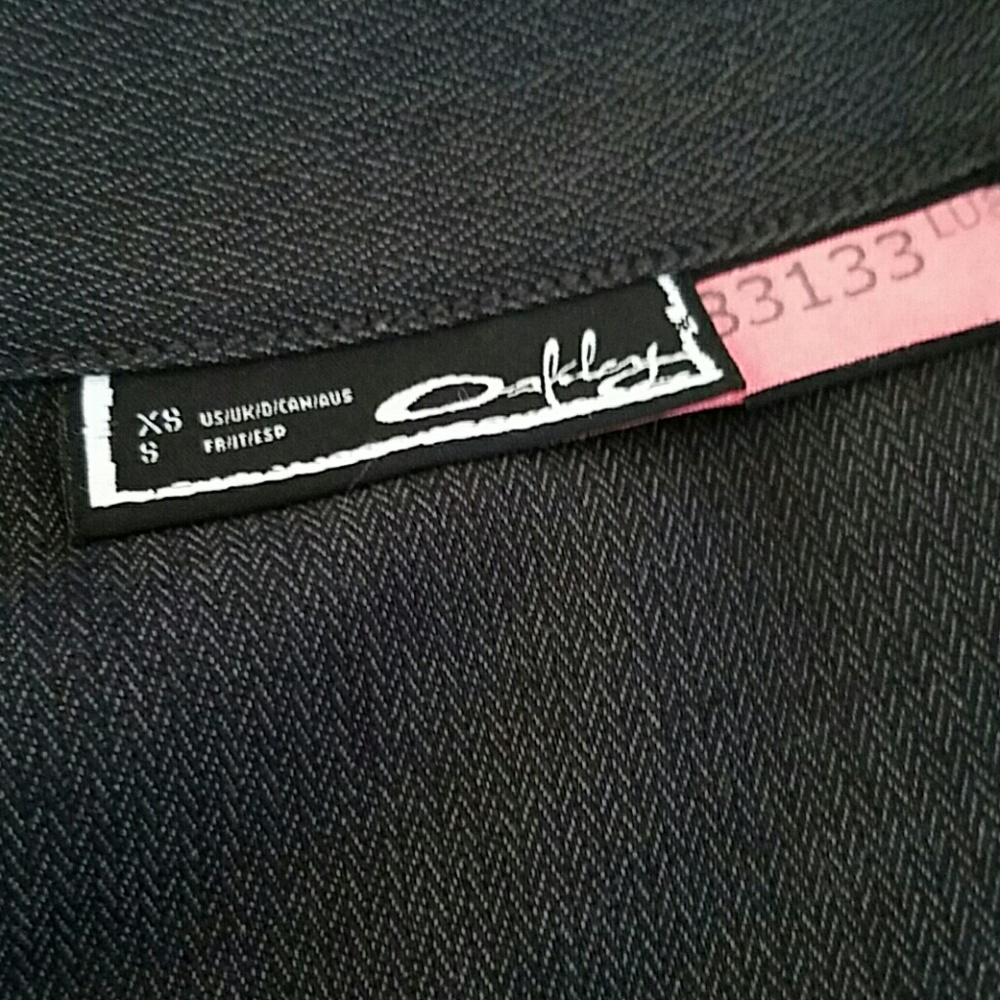 XS US/UK/D/CAN/AUS
S FR/IT/ESP
Oakley
33133